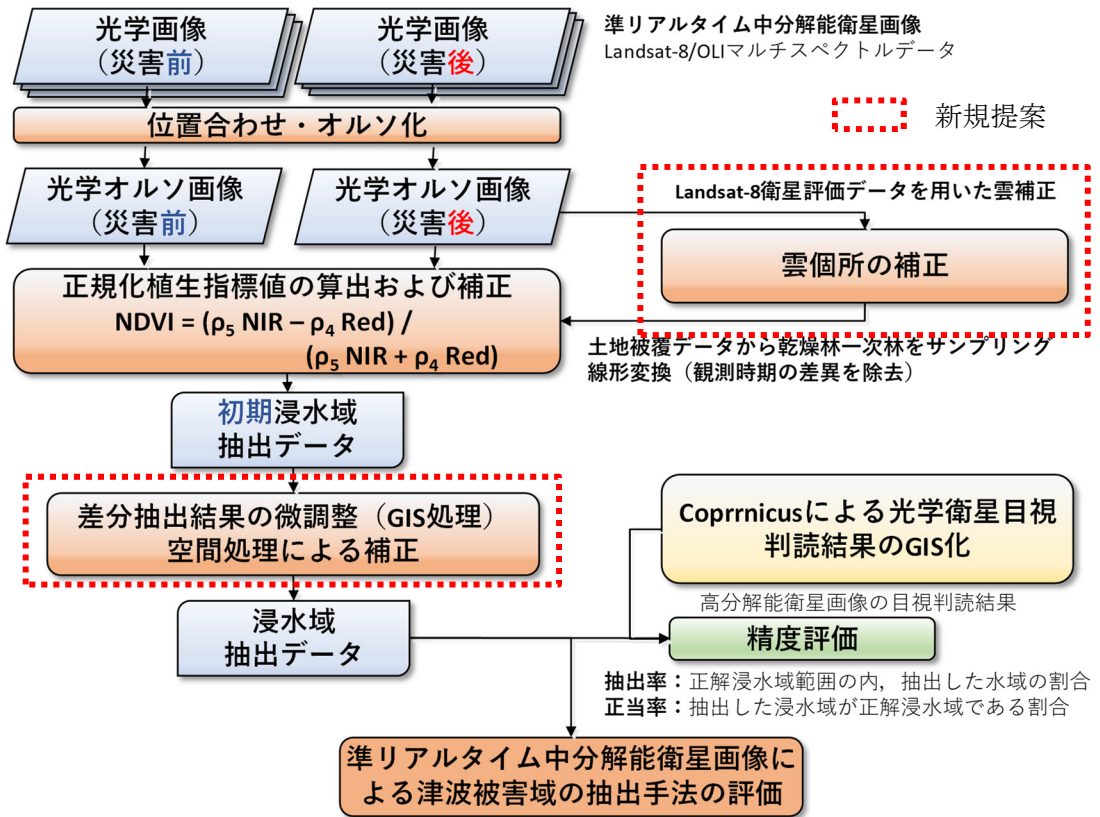 光学画像
（災害前）
光学画像
（災害後）
準リアルタイム中分解能衛星画像
Landsat-8/OLIマルチスペクトルデータ
新規提案
位置合わせ・オルソ化
光学オルソ画像
（災害前）
光学オルソ画像
（災害後）
Landsat-8衛星評価データを用いた雲補正
雲個所の補正
正規化植生指標値の算出および補正
NDVI = (ρ₅ NIR – ρ₄ Red) /
(ρ₅ NIR + ρ₄ Red)
土地被覆データから乾燥林一次林をサンプリング
線形変換（観測時期の差異を除去）
初期浸水域
抽出データ
差分抽出結果の微調整（GIS処理）
空間処理による補正
Coprrnicusによる光学衛星目視
判読結果のGIS化
高分解能衛星画像の目視判読結果
浸水域
抽出データ
精度評価
抽出率：正解浸水域範囲の内，抽出した水域の割合
正当率：抽出した浸水域が正解浸水域である割合
準リアルタイム中分解能衛星画像に
よる津波被害域の抽出手法の評価